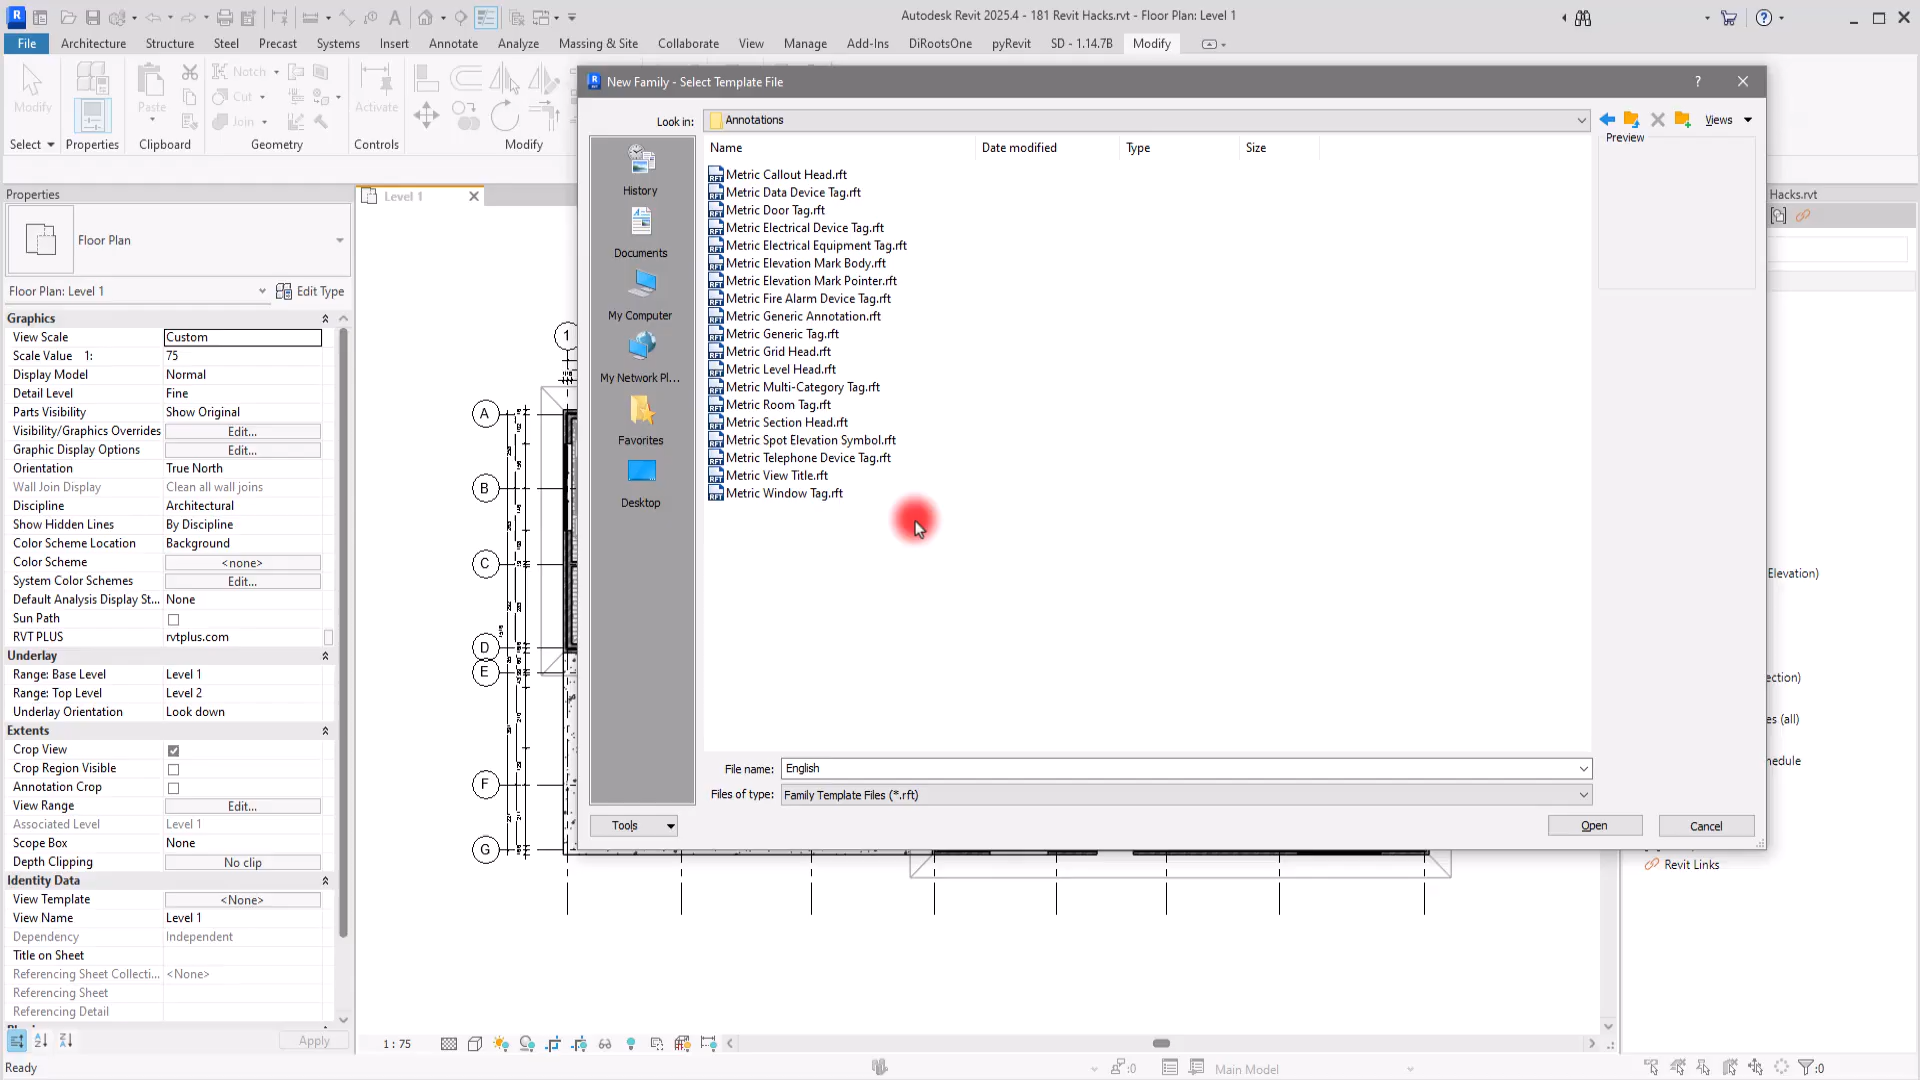 Autodesk Revit 2025.4 - 181 Revit Hacks.rvt - Floor Plan: Level 1
File Architecture Structure Steel Precast Systems Insert Annotate Analyze Massing & Site Collaborate View Manage Add-Ins DiRootsOne pyRevit SD - 1.14.7B Modify
Modify
Paste
Notch
Cut
Join
Activate
Select Properties Clipboard Geometry Controls Modify
Properties
Floor Plan
Floor Plan: Level 1 Edit Type
Graphics
View Scale Custom
Scale Value 1: 75
Display Model Normal
Detail Level Fine
Parts Visibility Show Original
Visibility/Graphics Overrides Edit...
Graphic Display Options Edit...
Orientation True North
Wall Join Display Clean all wall joins
Discipline Architectural
Show Hidden Lines By Discipline
Color Scheme Location Background
Color Scheme <none>
System Color Schemes Edit...
Default Analysis Display St... None
Sun Path
RVT PLUS rvtplus.com
Underlay
Range: Base Level Level 1
Range: Top Level Level 2
Underlay Orientation Look down
Extents
Crop View
Crop Region Visible
Annotation Crop
View Range Edit...
Associated Level Level 1
Scope Box None
Depth Clipping No clip
Identity Data
View Template <None>
View Name Level 1
Dependency Independent
Title on Sheet
Referencing Sheet Collecti... <None>
Referencing Sheet
Referencing Detail
Apply
Level 1
1
A
B
C
D
E
F
G
New Family - Select Template File
Look in: Annotations
Views
Preview
History
Documents
My Computer
My Network Pl...
Favorites
Desktop
Name Date modified Type Size
Metric Callout Head.rft
Metric Data Device Tag.rft
Metric Door Tag.rft
Metric Electrical Device Tag.rft
Metric Electrical Equipment Tag.rft
Metric Elevation Mark Body.rft
Metric Elevation Mark Pointer.rft
Metric Fire Alarm Device Tag.rft
Metric Generic Annotation.rft
Metric Generic Tag.rft
Metric Grid Head.rft
Metric Level Head.rft
Metric Multi-Category Tag.rft
Metric Room Tag.rft
Metric Section Head.rft
Metric Spot Elevation Symbol.rft
Metric Telephone Device Tag.rft
Metric View Title.rft
Metric Window Tag.rft
File name: English
Files of type: Family Template Files (*.rft)
Tools
Open
Cancel
Hacks.rvt
Elevation)
ection)
es (all)
hedule
Revit Links
1 : 75
Ready
:0
Main Model
:0